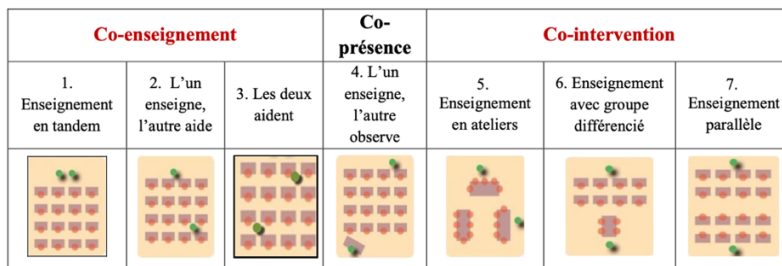 Co-enseignement
Co-
présence
Co-intervention
1.
Enseignement
en tandem
2. L’un
enseigne,
l’autre aide
3. Les deux
aident
4. L’un
enseigne,
l’autre
observe
5.
Enseignement
en ateliers
6. Enseignement
avec groupe
différencié
7.
Enseignement
parallèle